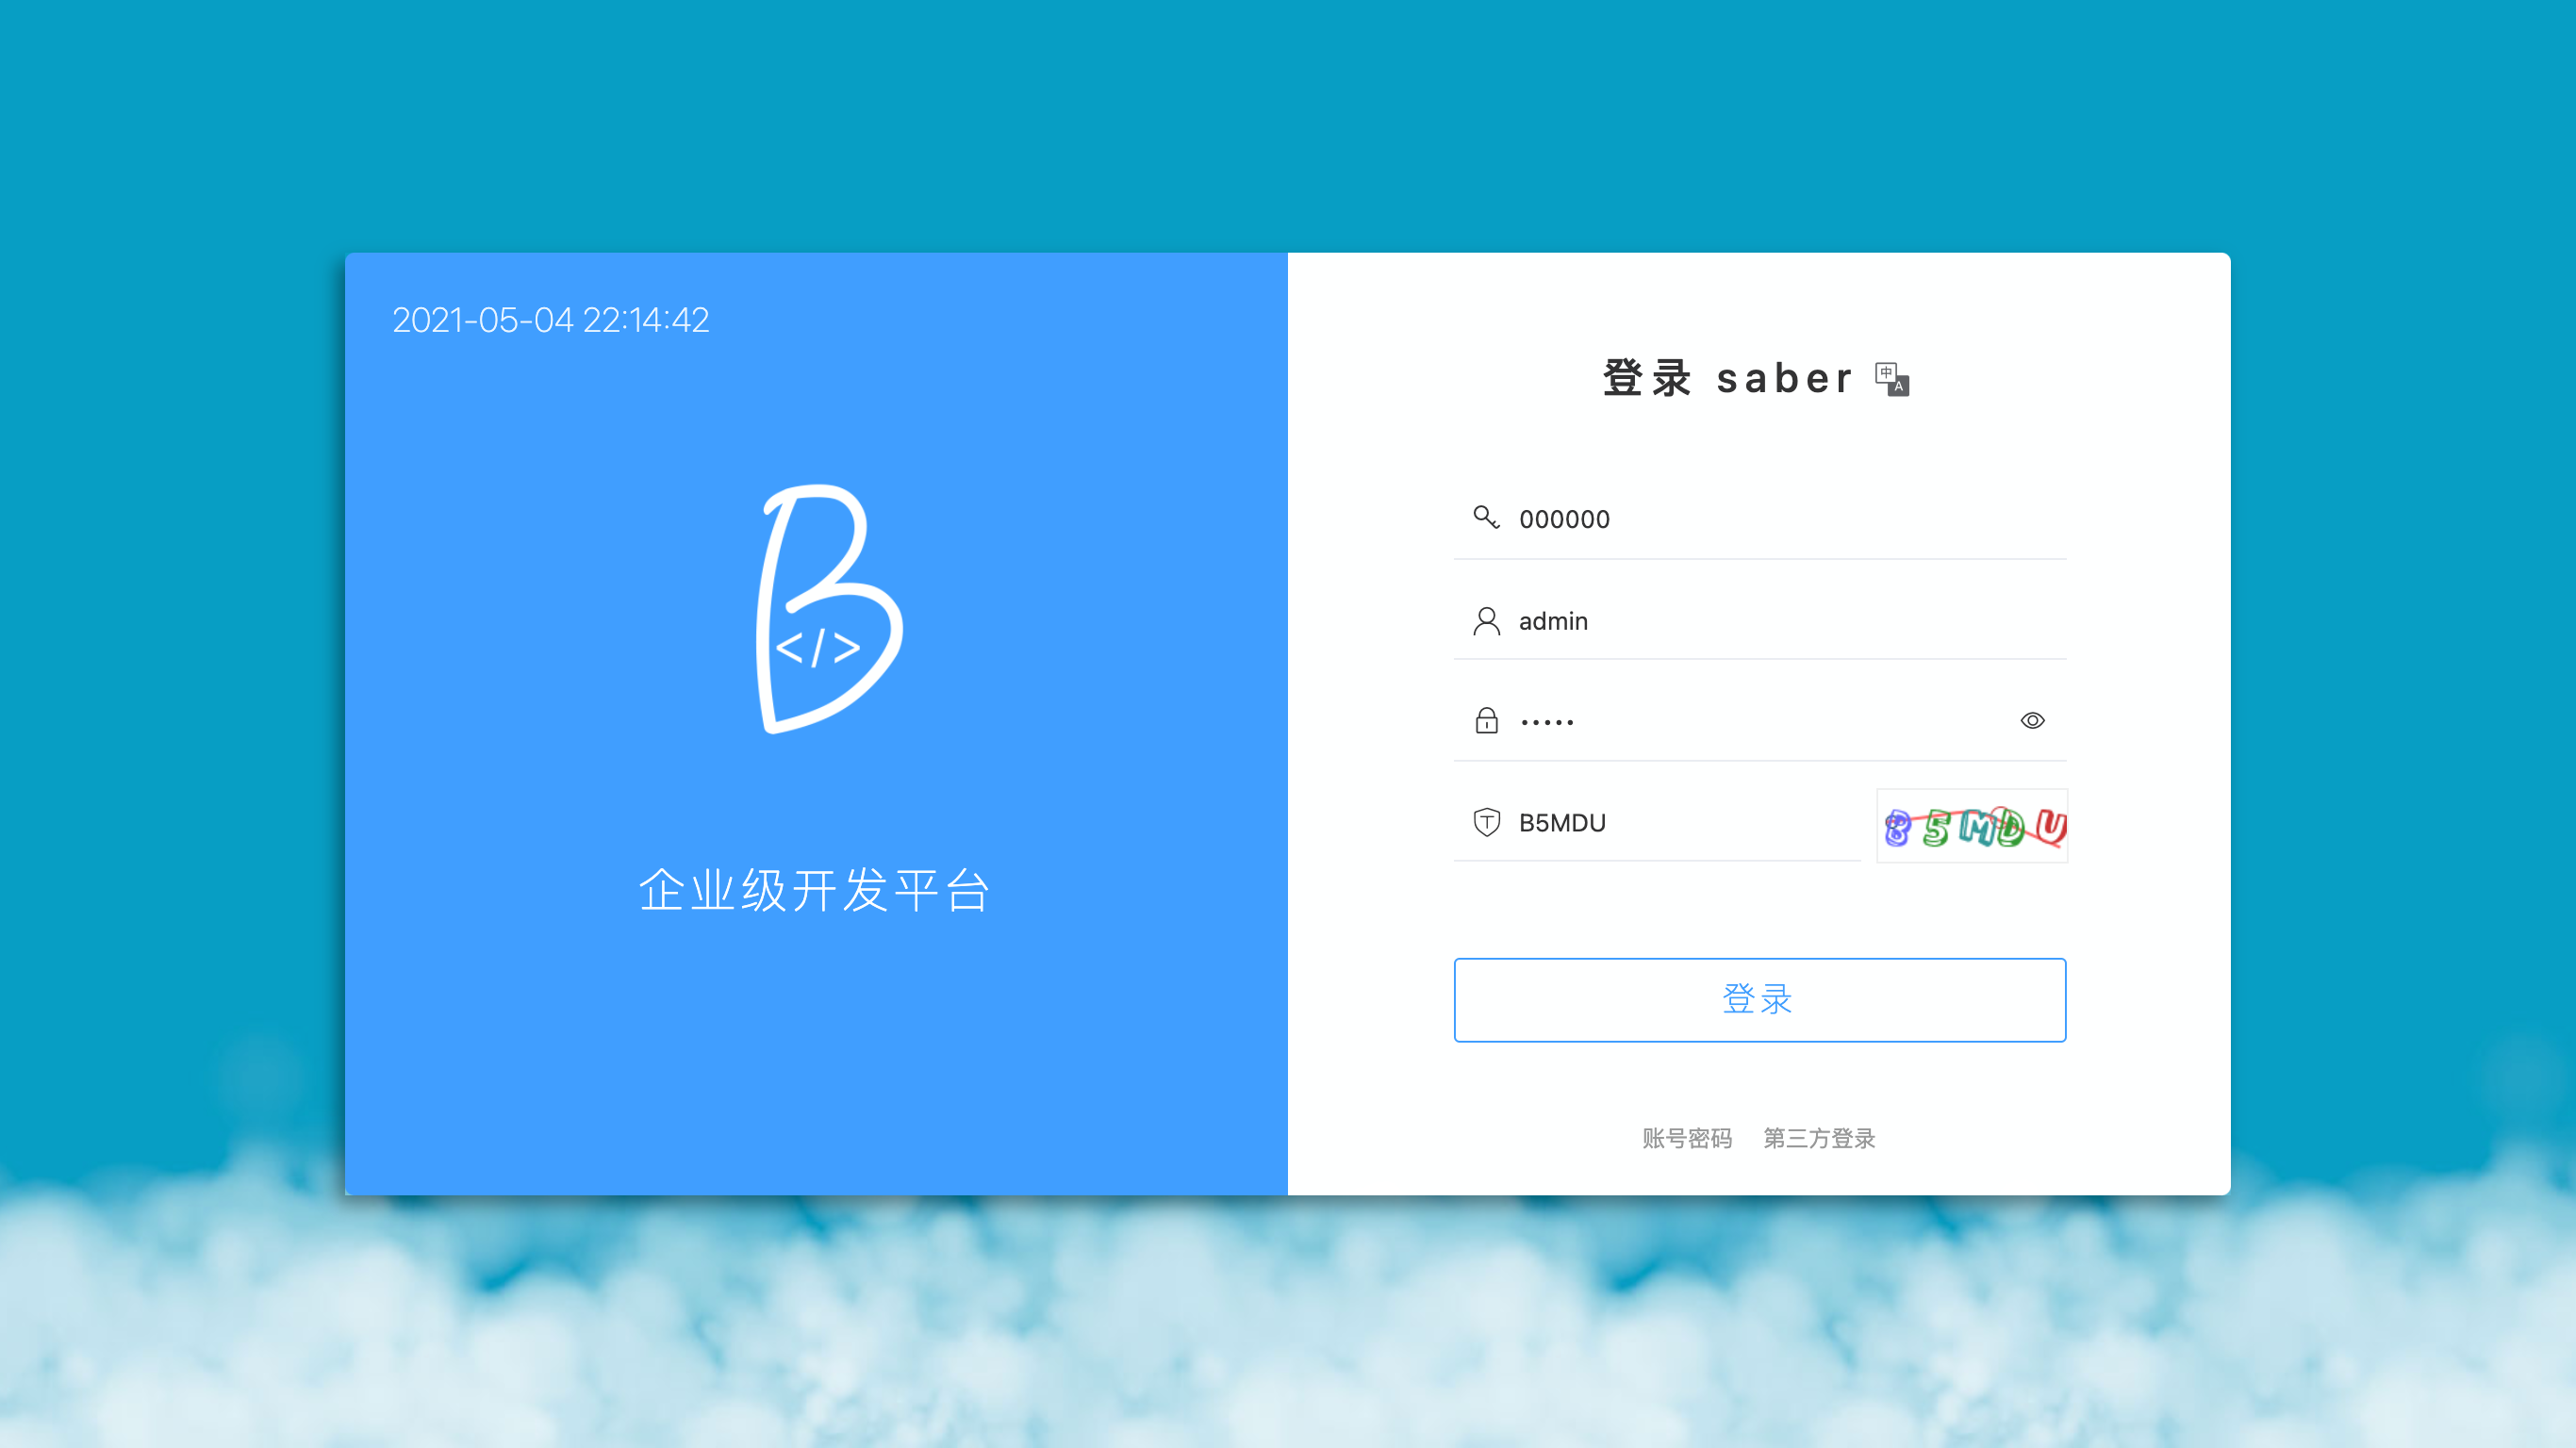 2021-05-04 22:14:42
B
</>
企业级开发平台
登录 saber
中
A
000000
admin
•••••
B5MDU
B5MDU
登录
账号密码 第三方登录